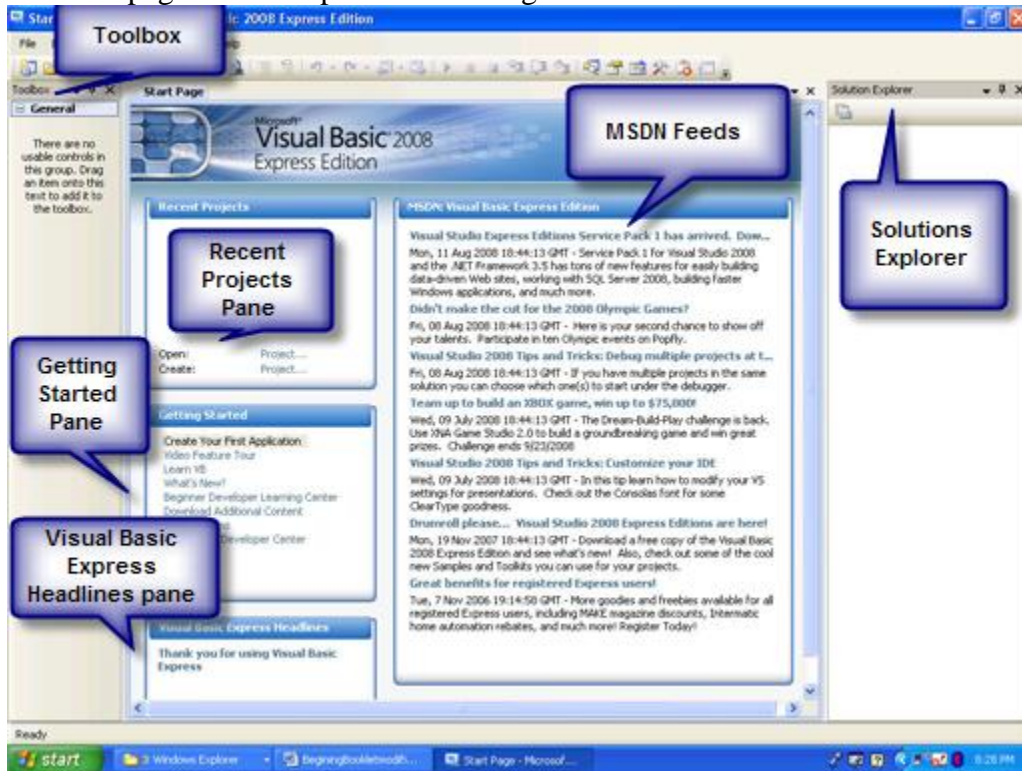 Toolbox
File
Toolbox
General
There are no
usable controls in
this group. Drag
an item onto this
text to add it to
the toolbox.
Start Page
Microsoft
Visual Basic 2008
Express Edition
Recent Projects
Recent
Projects
Pane
Open: Project...
Create: Project...
Getting
Started
Pane
Getting Started
Create Your First Application
Video Feature Tour
Learn VB
What's New?
Beginner Developer Learning Center
Download Additional Content
Developer Center
Visual Basic
Express
Headlines pane
Visual Basic Express Headlines
Thank you for using Visual Basic
Express
MSDN Feeds
MSDN: Visual Basic Express Edition
Visual Studio Express Editions Service Pack 1 has arrived. Dow...
Mon, 11 Aug 2008 18:44:13 GMT - Service Pack 1 for Visual Studio 2008
and the .NET Framework 3.5 has tons of new features for easily building
data-driven Web sites, working with SQL Server 2008, building faster
Windows applications, and much more.
Didn't make the cut for the 2008 Olympic Games?
Fri, 08 Aug 2008 18:44:13 GMT - Here is your second chance to show off
your talents. Participate in ten Olympic events on Popfly.
Visual Studio 2008 Tips and Tricks: Debug multiple projects at t...
Fri, 08 Aug 2008 18:44:13 GMT - If you have multiple projects in the same
solution you can choose which one(s) to start under the debugger.
Team up to build an XBOX game, win up to $75,000!
Wed, 09 July 2008 18:44:13 GMT - The Dream-Build-Play challenge is back.
Use XNA Game Studio 2.0 to build a groundbreaking game and win great
prizes. Challenge ends 9/23/2008
Visual Studio 2008 Tips and Tricks: Customize your IDE
Wed, 09 July 2008 18:44:13 GMT - In this tip learn how to modify your VS
settings for presentations. Check out the Consolas font for some
ClearType goodness.
Drumroll please... Visual Studio 2008 Express Editions are here!
Mon, 19 Nov 2007 18:44:13 GMT - Download a free copy of the Visual Basic
2008 Express Edition and see what's new! Also, check out some of the cool
new Samples and Toolkits you can use for your projects.
Great benefits for registered Express users!
Tue, 7 Nov 2006 19:14:58 GMT - More goodies and freebies available for all
registered Express users, including MAKE magazine discounts, Intermatic
home automation rebates, and much more! Register Today!
Solution Explorer
Solutions
Explorer
Ready
start
3 Windows Explorer
Start Page - Microsof...
8:28 PM